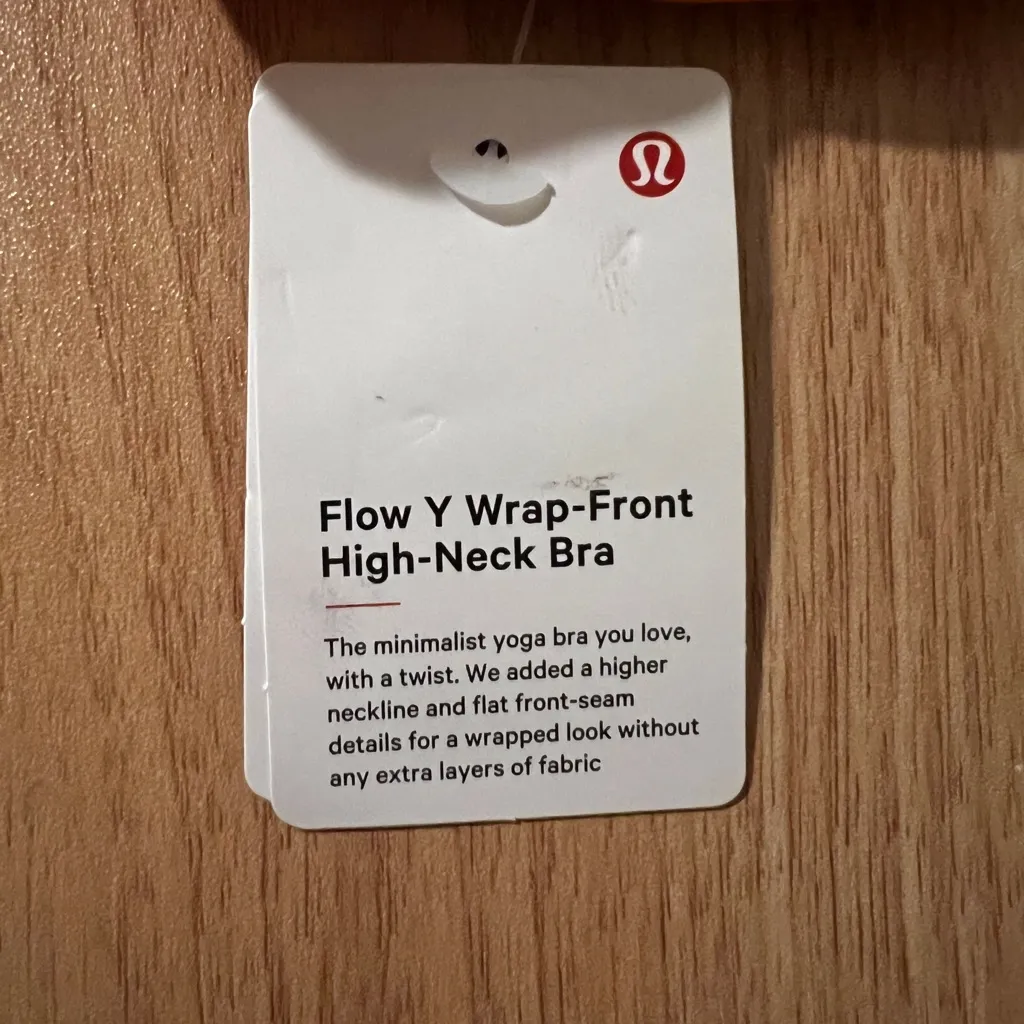 Flow Y Wrap-Front
High-Neck Bra
The minimalist yoga bra you love,
with a twist. We added a higher
neckline and flat front-seam
details for a wrapped look without
any extra layers of fabric